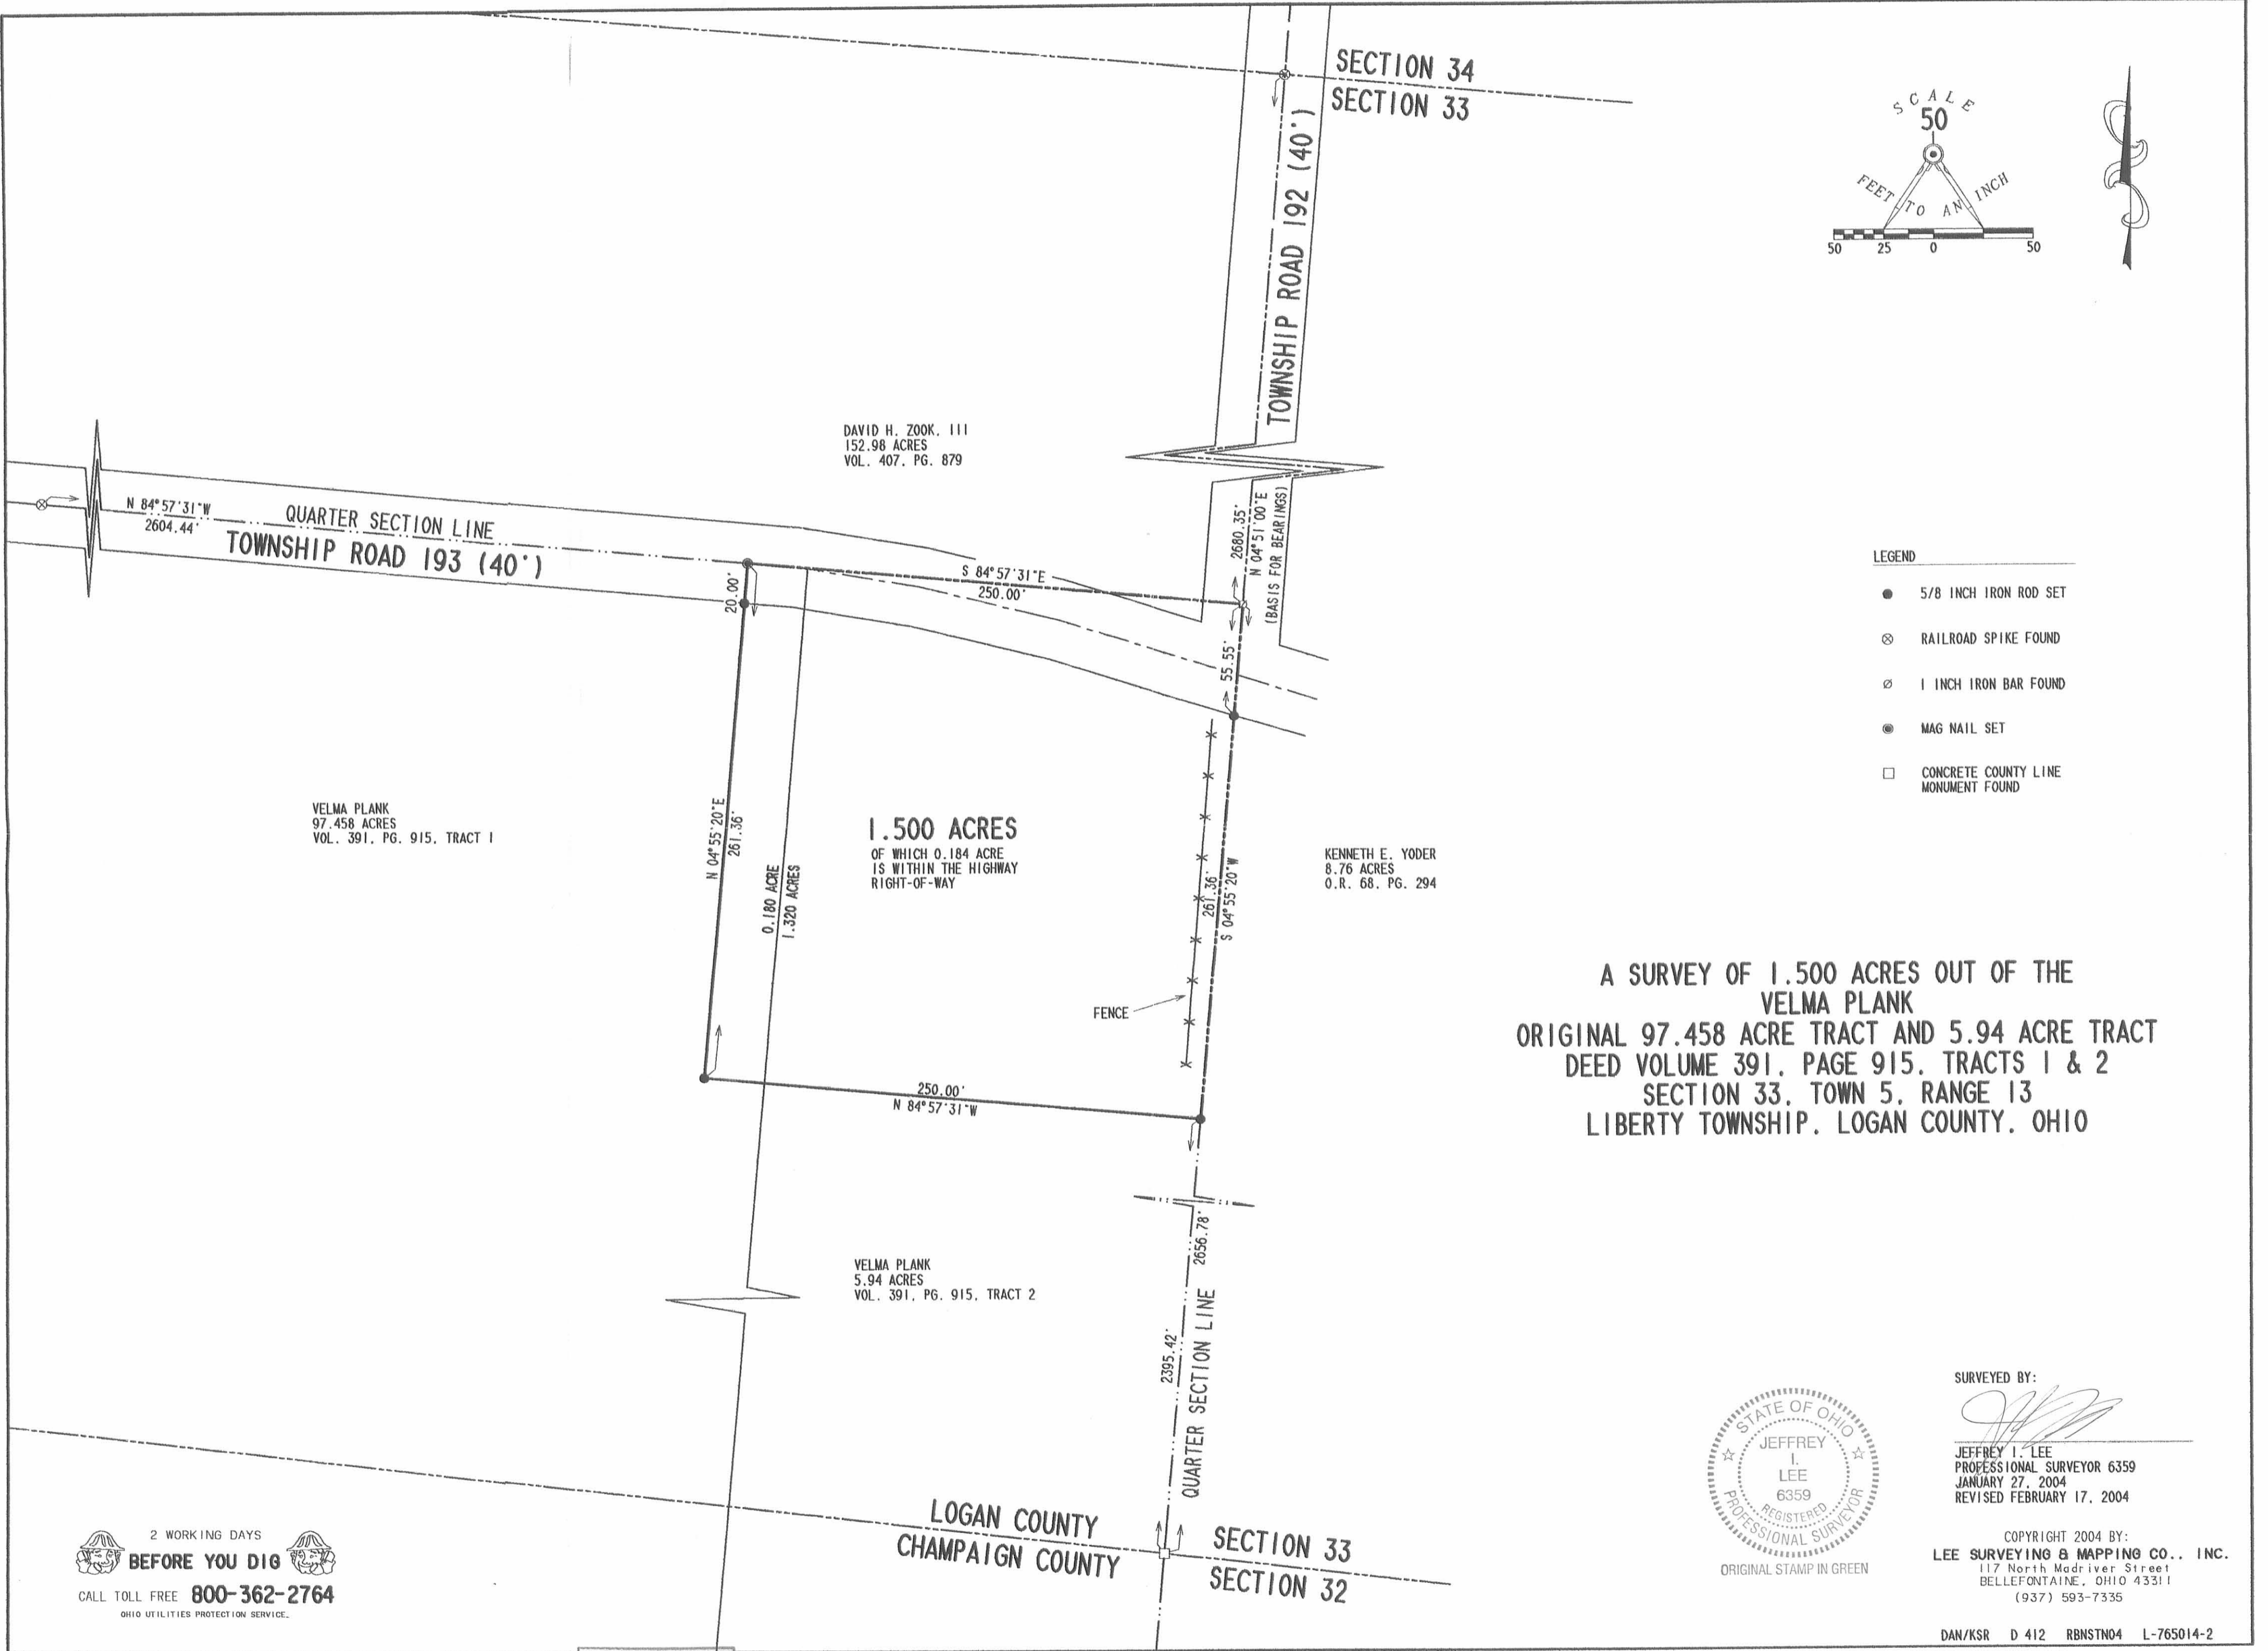 SECTION 34
SECTION 33
TOWNSHIP ROAD 192 (40')
SCALE
50
FEET TO AN INCH
50 25 0 50
DAVID H. ZOOK, III
152.98 ACRES
VOL. 407, PG. 879
N 84°57'31"W
2604.44'
QUARTER SECTION LINE
TOWNSHIP ROAD 193 (40')
20.00'
S 84°57'31"E
250.00'
2680.35'
N 04°51'00"E
(BASIS FOR BEARINGS)
55.55'
LEGEND
5/8 INCH IRON ROD SET
RAILROAD SPIKE FOUND
1 INCH IRON BAR FOUND
MAG NAIL SET
CONCRETE COUNTY LINE
MONUMENT FOUND
VELMA PLANK
97.458 ACRES
VOL. 391, PG. 915, TRACT 1
N 04°55'20"E
261.36'
0.180 ACRE
1.320 ACRES
1.500 ACRES
OF WHICH 0.184 ACRE
IS WITHIN THE HIGHWAY
RIGHT-OF-WAY
261.36'
S 04°55'20"W
KENNETH E. YODER
8.76 ACRES
O.R. 68, PG. 294
FENCE
250.00'
N 84°57'31"W
A SURVEY OF 1.500 ACRES OUT OF THE
VELMA PLANK
ORIGINAL 97.458 ACRE TRACT AND 5.94 ACRE TRACT
DEED VOLUME 391, PAGE 915, TRACTS 1 & 2
SECTION 33, TOWN 5, RANGE 13
LIBERTY TOWNSHIP, LOGAN COUNTY, OHIO
VELMA PLANK
5.94 ACRES
VOL. 391, PG. 915, TRACT 2
2656.78'
2395.42'
QUARTER SECTION LINE
LOGAN COUNTY
CHAMPAIGN COUNTY
SECTION 33
SECTION 32
2 WORKING DAYS
BEFORE YOU DIG
CALL TOLL FREE 800-362-2764
OHIO UTILITIES PROTECTION SERVICE.
STATE OF OHIO
JEFFREY
I.
LEE
6359
REGISTERED
PROFESSIONAL SURVEYOR
ORIGINAL STAMP IN GREEN
SURVEYED BY:
JEFFREY I. LEE
PROFESSIONAL SURVEYOR 6359
JANUARY 27, 2004
REVISED FEBRUARY 17, 2004
COPYRIGHT 2004 BY:
LEE SURVEYING & MAPPING CO., INC.
117 North Madriver Street
BELLEFONTAINE, OHIO 43311
(937) 593-7335
DAN/KSR D 412 RBNSTN04 L-765014-2